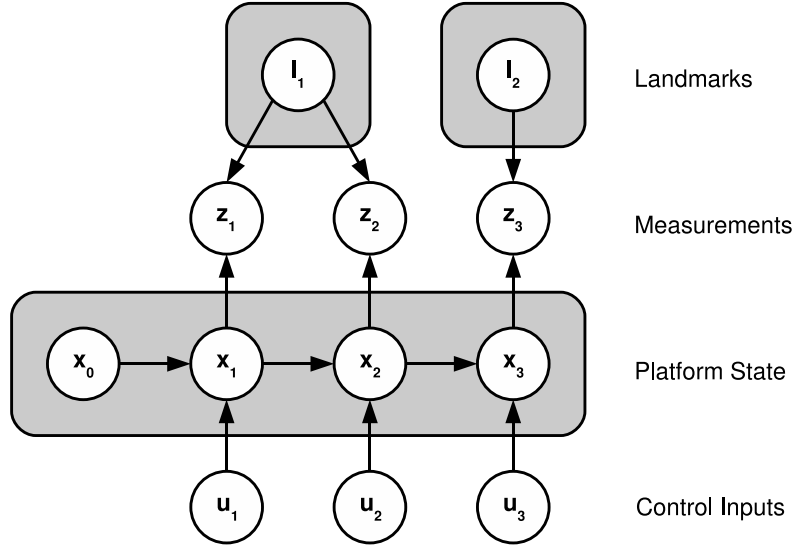 l₁ l₂ Landmarks
z₁ z₂ z₃ Measurements
x₀ x₁ x₂ x₃ Platform State
u₁ u₂ u₃ Control Inputs